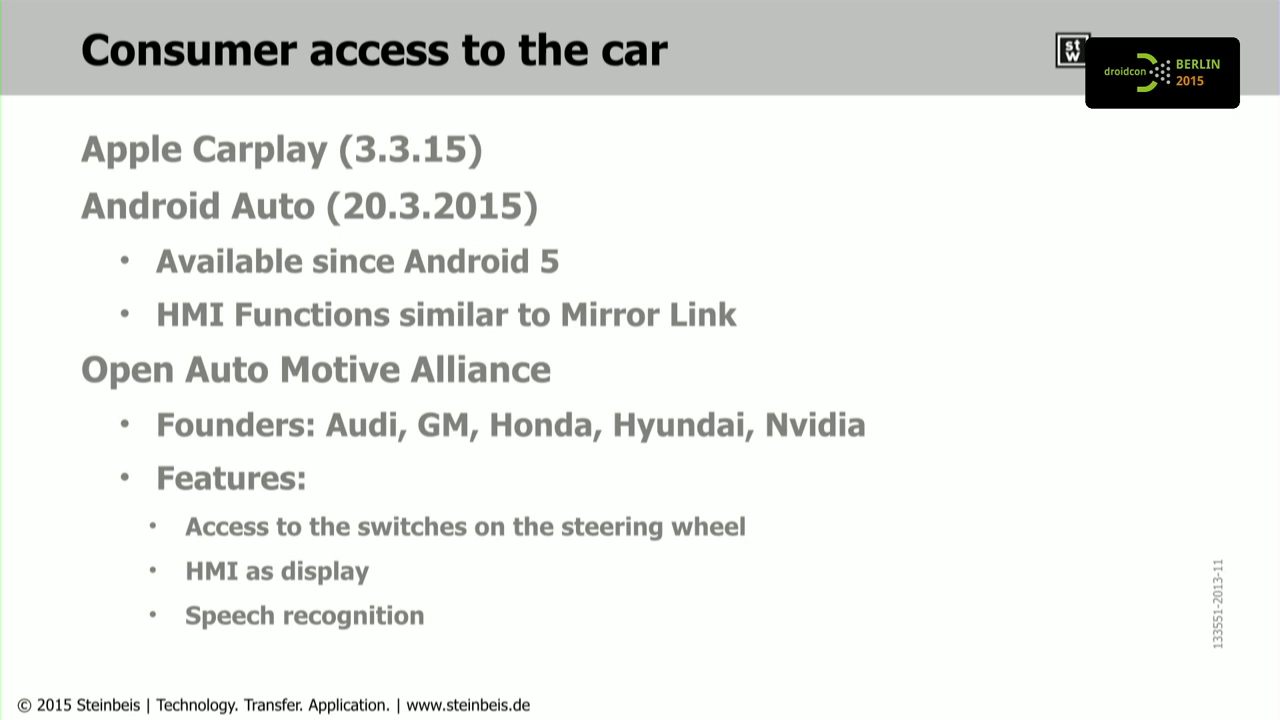 Consumer access to the car
st
w
droidcon
BERLIN
2015
Apple Carplay (3.3.15)
Android Auto (20.3.2015)
• Available since Android 5
• HMI Functions similar to Mirror Link
Open Auto Motive Alliance
• Founders: Audi, GM, Honda, Hyundai, Nvidia
• Features:
• Access to the switches on the steering wheel
• HMI as display
• Speech recognition
133551-2013-11
© 2015 Steinbeis | Technology. Transfer. Application. | www.steinbeis.de